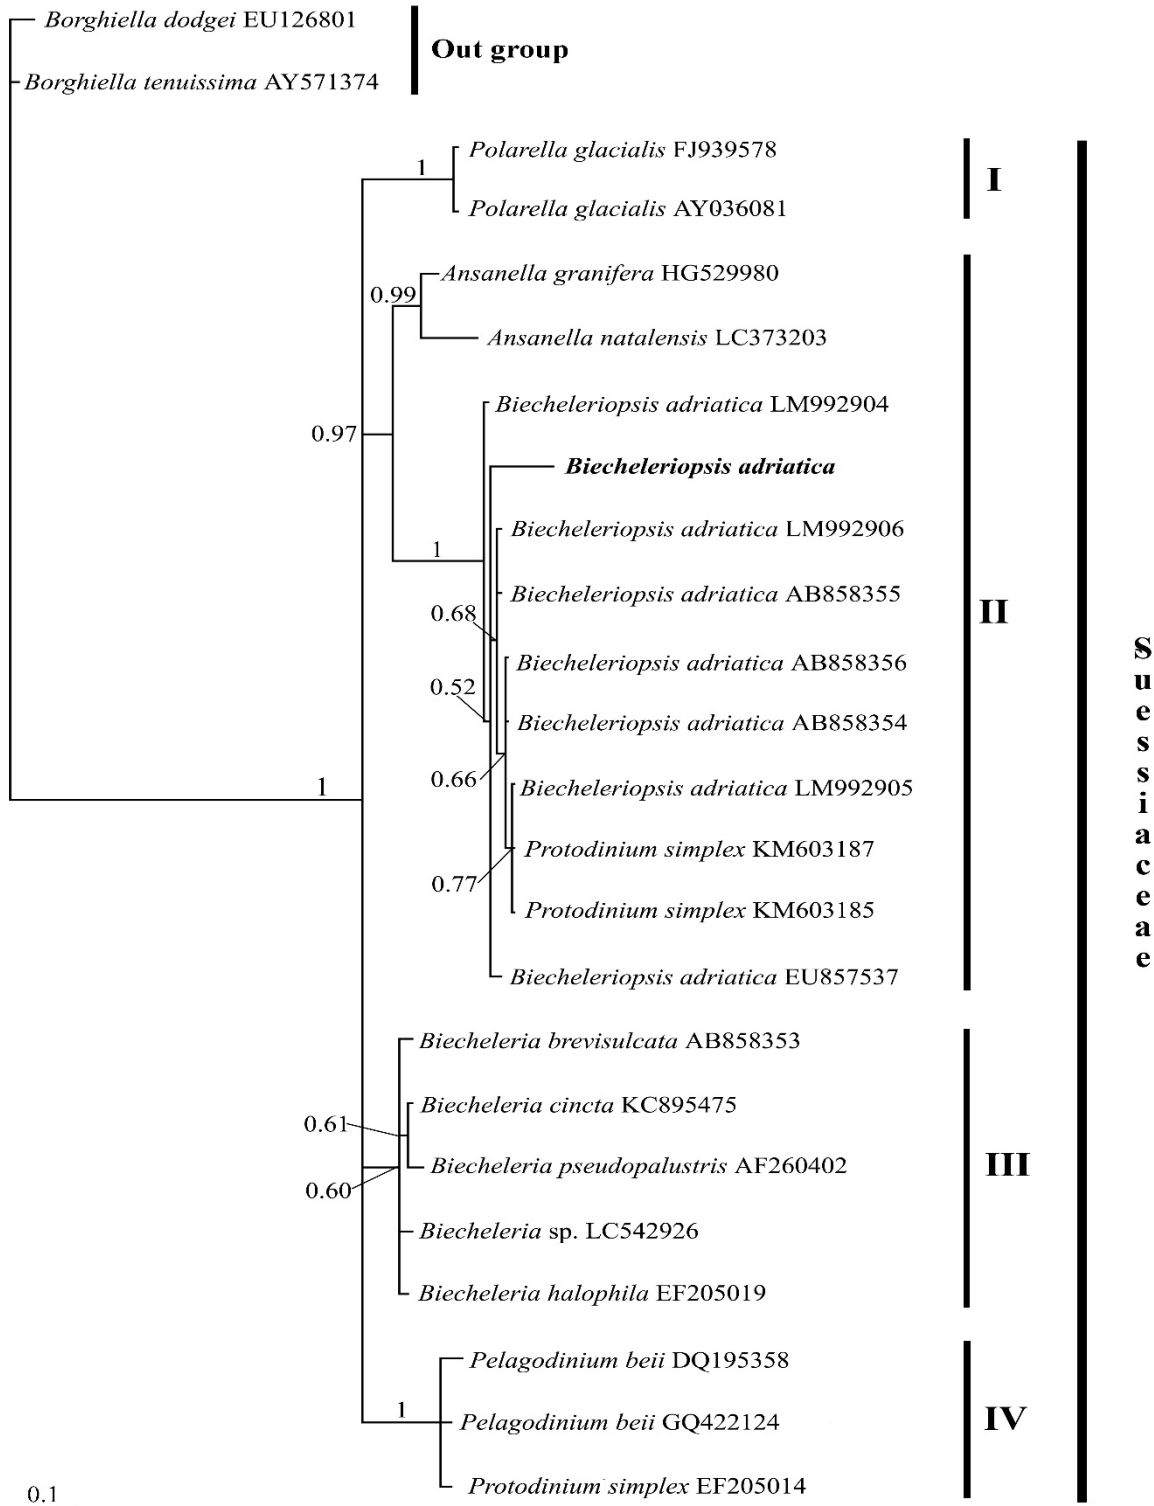 Borghiella dodgei EU126801
Out group
Borghiella tenuissima AY571374
Polarella glacialis FJ939578
1
I
Polarella glacialis AY036081
Ansanella granifera HG529980
0.99
Ansanella natalensis LC373203
Biecheleriopsis adriatica LM992904
0.97
Biecheleriopsis adriatica
Biecheleriopsis adriatica LM992906
1
Biecheleriopsis adriatica AB858355
0.68
II
Biecheleriopsis adriatica AB858356
0.52
Biecheleriopsis adriatica AB858354
0.66
Biecheleriopsis adriatica LM992905
1
Suessiaceae
Protodinium simplex KM603187
0.77
Protodinium simplex KM603185
Biecheleriopsis adriatica EU857537
Biecheleria brevisulcata AB858353
Biecheleria cincta KC895475
0.61
Biecheleria pseudopalustris AF260402
III
0.60
Biecheleria sp. LC542926
Biecheleria halophila EF205019
Pelagodinium beii DQ195358
1
Pelagodinium beii GQ422124
IV
Protodinium simplex EF205014
0.1